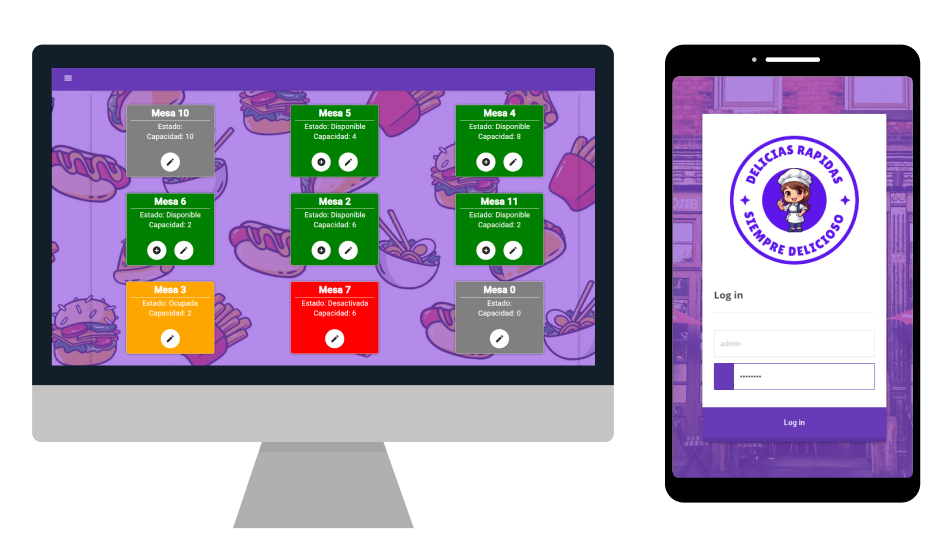 Mesa 10
Estado:
Capacidad: 10
Mesa 5
Estado: Disponible
Capacidad: 4
Mesa 4
Estado: Disponible
Capacidad: 8
Mesa 6
Estado: Disponible
Capacidad: 2
Mesa 2
Estado: Disponible
Capacidad: 6
Mesa 11
Estado: Disponible
Capacidad: 2
Mesa 3
Estado: Ocupada
Capacidad: 2
Mesa 7
Estado: Desactivada
Capacidad: 6
Mesa 0
Estado:
Capacidad: 0
DELICIAS RAPIDAS
SIEMPRE DELICIOSO
Log in
admin
••••••••
Log in